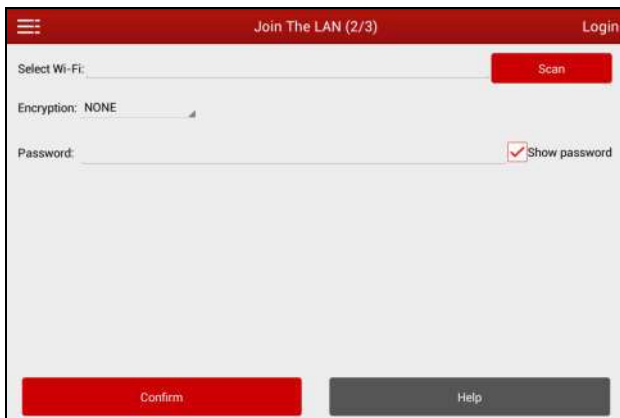 Join The LAN (2/3) Login
Select Wi-Fi: Scan
Encryption: NONE
Password: Show password
Confirm Help